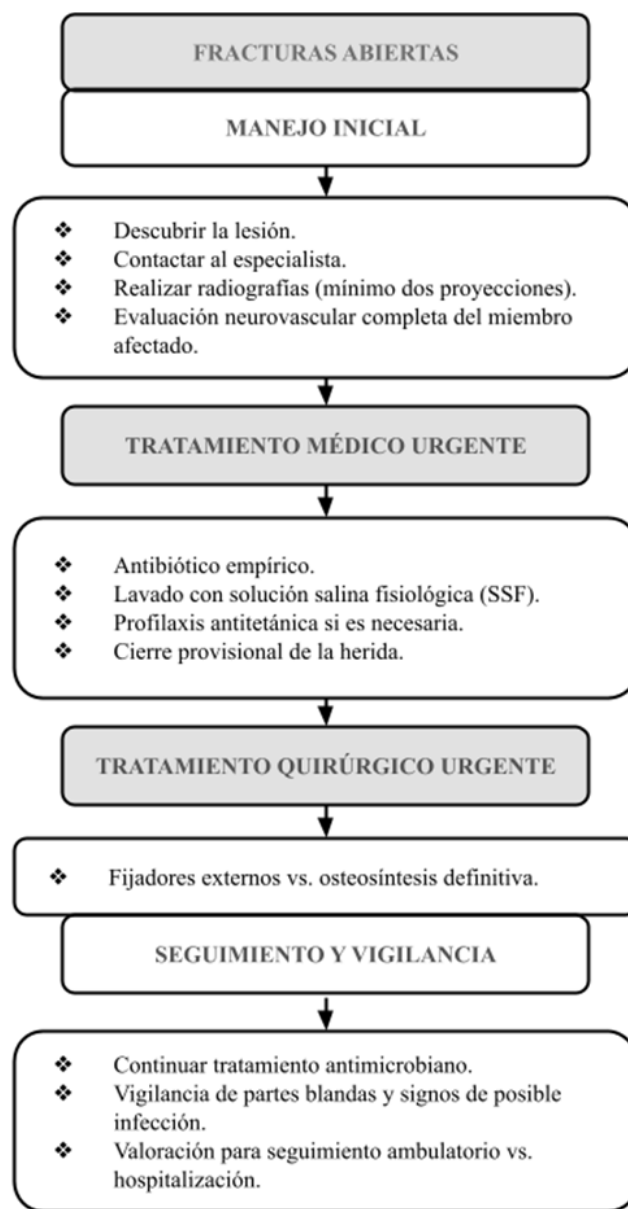 FRACTURAS ABIERTAS
MANEJO INICIAL
❖ Descubrir la lesión.
❖ Contactar al especialista.
❖ Realizar radiografías (mínimo dos proyecciones).
❖ Evaluación neurovascular completa del miembro
afectado.
TRATAMIENTO MÉDICO URGENTE
❖ Antibiótico empírico.
❖ Lavado con solución salina fisiológica (SSF).
❖ Profilaxis antitetánica si es necesaria.
❖ Cierre provisional de la herida.
TRATAMIENTO QUIRÚRGICO URGENTE
❖ Fijadores externos vs. osteosíntesis definitiva.
SEGUIMIENTO Y VIGILANCIA
❖ Continuar tratamiento antimicrobiano.
❖ Vigilancia de partes blandas y signos de posible
infección.
❖ Valoración para seguimiento ambulatorio vs.
hospitalización.